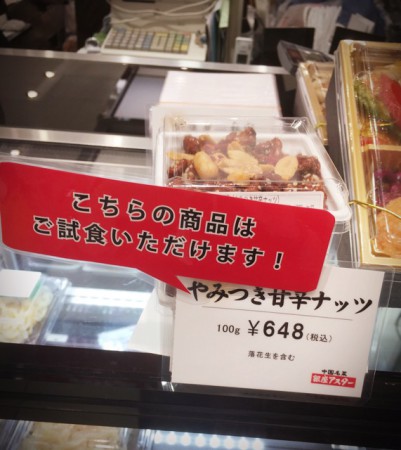 こちらの商品は
ご試食いただけます!
やみつき甘辛ナッツ
100g ¥648(税込)
落花生を含む
中国名菜
銀座アスター